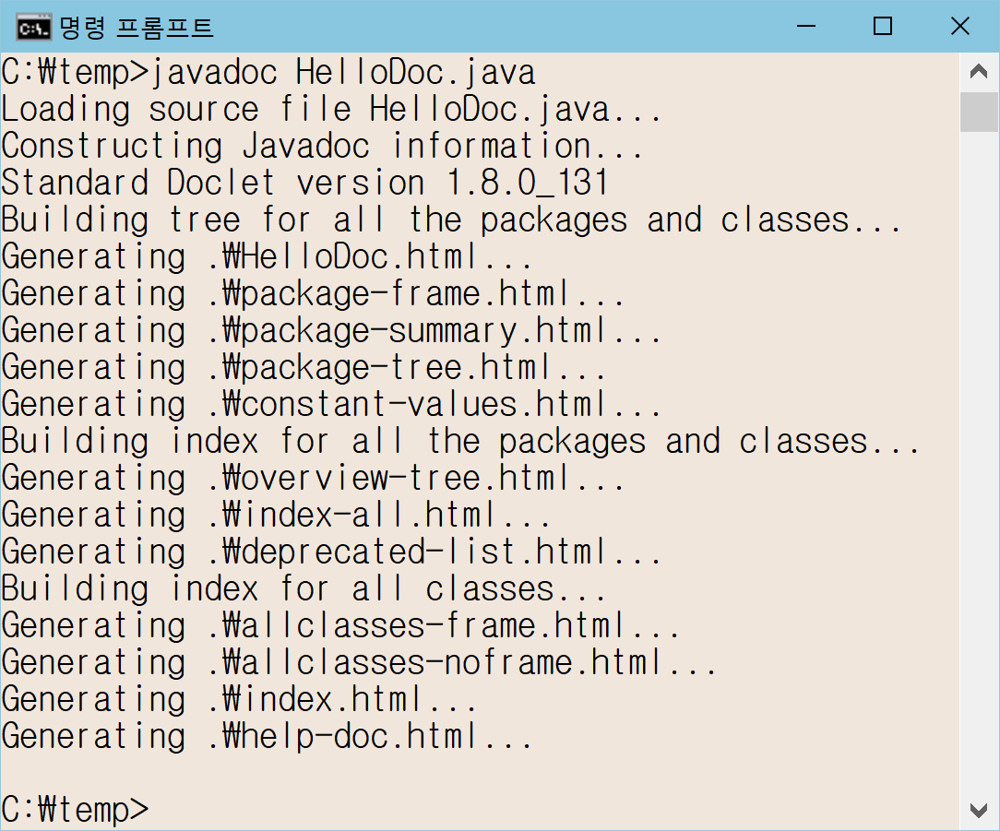 명령 프롬프트
C:₩temp>javadoc HelloDoc.java
Loading source file HelloDoc.java...
Constructing Javadoc information...
Standard Doclet version 1.8.0_131
Building tree for all the packages and classes...
Generating .₩HelloDoc.html...
Generating .₩package-frame.html...
Generating .₩package-summary.html...
Generating .₩package-tree.html...
Generating .₩constant-values.html...
Building index for all the packages and classes...
Generating .₩overview-tree.html...
Generating .₩index-all.html...
Generating .₩deprecated-list.html...
Building index for all classes...
Generating .₩allclasses-frame.html...
Generating .₩allclasses-noframe.html...
Generating .₩index.html...
Generating .₩help-doc.html...
C:₩temp>